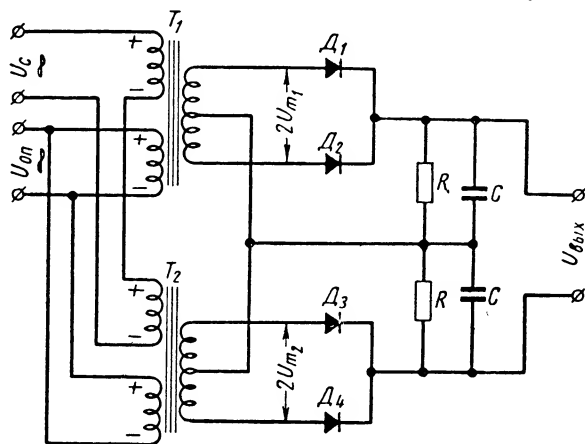 T₁
+
−
U_c
+
−
U_оп
2U_m₁
Д₁
Д₂
R
C
U_вых
T₂
+
−
+
−
2U_m₂
Д₃
Д₄
R
C